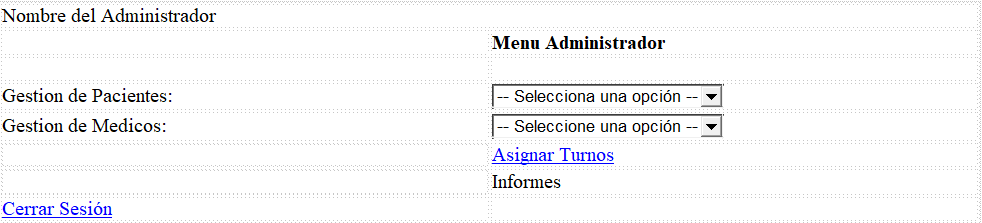 Nombre del Administrador
Menu Administrador
Gestion de Pacientes: -- Selecciona una opción --
Gestion de Medicos: -- Seleccione una opción --
Asignar Turnos
Informes
Cerrar Sesión